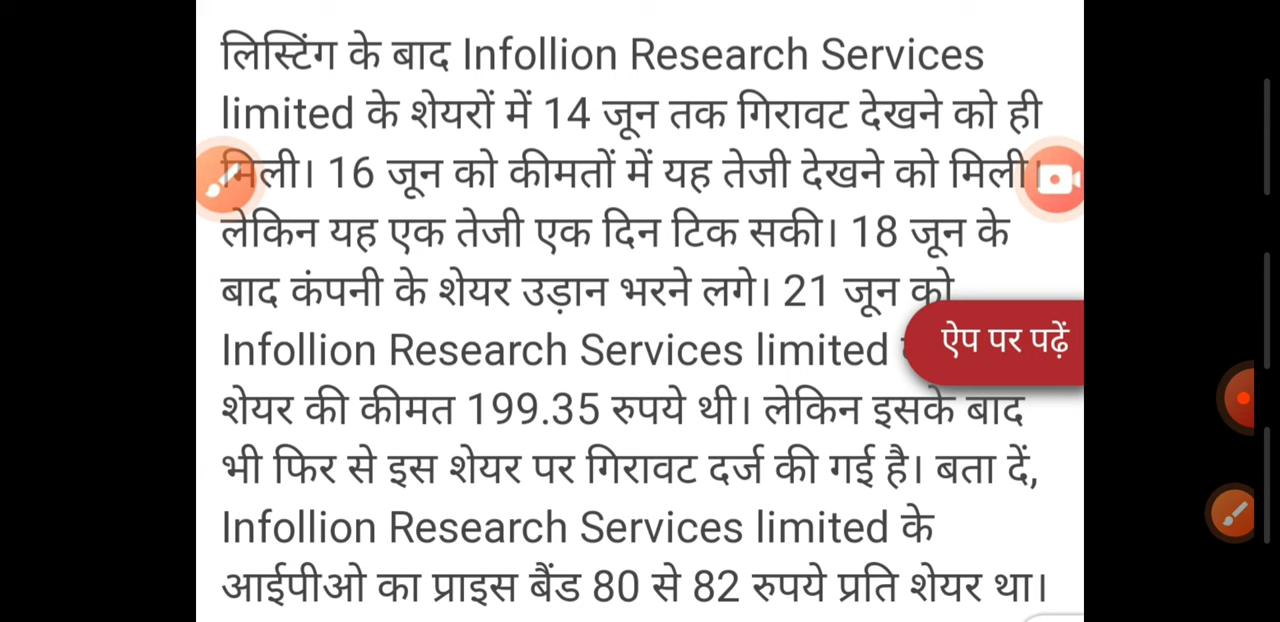 लिस्टिंग के बाद Infollion Research Services
limited के शेयरों में 14 जून तक गिरावट देखने को ही
मिली। 16 जून को कीमतों में यह तेजी देखने को मिली।
लेकिन यह एक तेजी एक दिन टिक सकी। 18 जून के
बाद कंपनी के शेयर उड़ान भरने लगे। 21 जून को
Infollion Research Services limited
ऐप पर पढ़ें
शेयर की कीमत 199.35 रुपये थी। लेकिन इसके बाद
भी फिर से इस शेयर पर गिरावट दर्ज की गई है। बता दें,
Infollion Research Services limited के
आईपीओ का प्राइस बैंड 80 से 82 रुपये प्रति शेयर था।